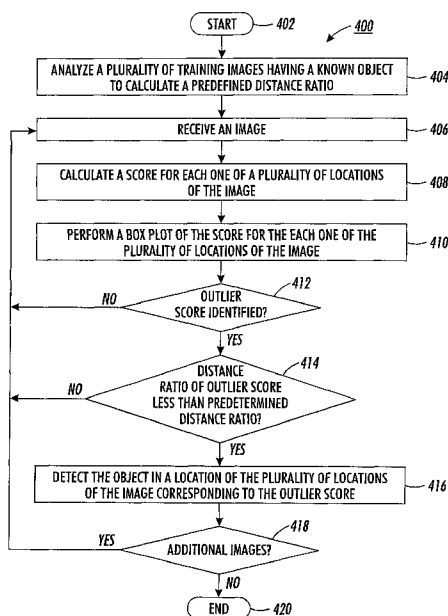 START
402
400
ANALYZE A PLURALITY OF TRAINING IMAGES HAVING A KNOWN OBJECT
TO CALCULATE A PREDEFINED DISTANCE RATIO
404
RECEIVE AN IMAGE
406
CALCULATE A SCORE FOR EACH ONE OF A PLURALITY OF LOCATIONS
OF THE IMAGE
408
PERFORM A BOX PLOT OF THE SCORE FOR THE EACH ONE OF THE
PLURALITY OF LOCATIONS OF THE IMAGE
410
412
NO
OUTLIER
SCORE IDENTIFIED?
YES
414
NO
DISTANCE
RATIO OF OUTLIER SCORE
LESS THAN PREDETERMINED
DISTANCE RATIO?
YES
DETECT THE OBJECT IN A LOCATION OF THE PLURALITY OF LOCATIONS
OF THE IMAGE CORRESPONDING TO THE OUTLIER SCORE
416
418
YES
ADDITIONAL IMAGES?
NO
END
420